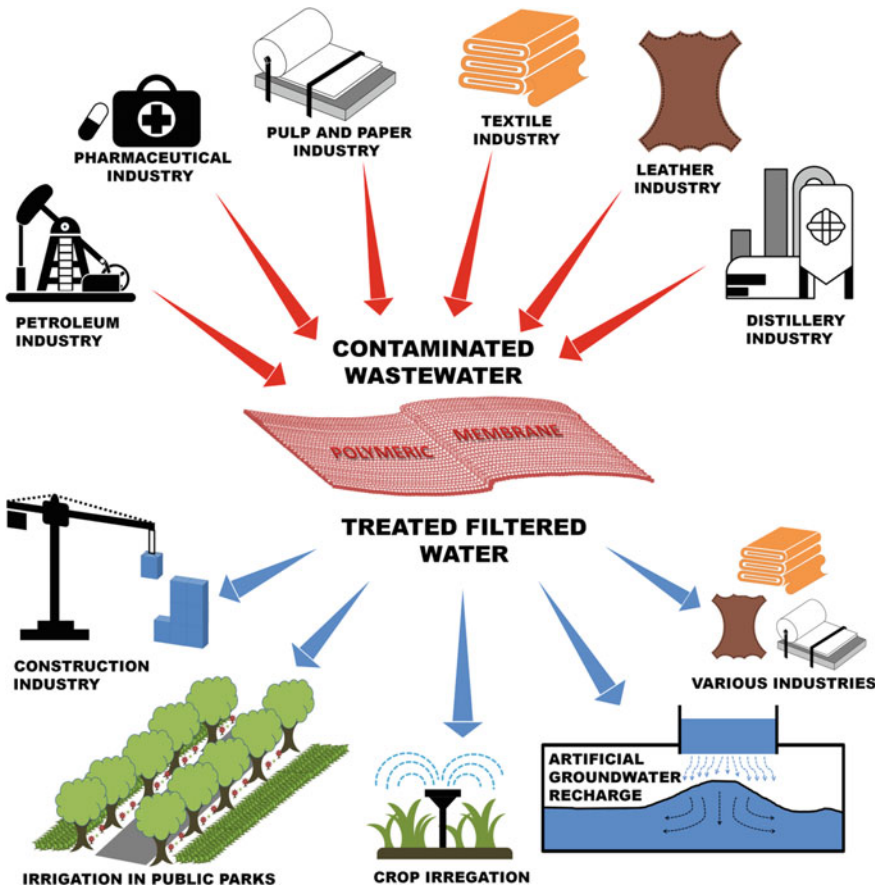 PULP AND PAPER
INDUSTRY
TEXTILE
INDUSTRY
PHARMACEUTICAL
INDUSTRY
LEATHER
INDUSTRY
PETROLEUM
INDUSTRY
DISTILLERY
INDUSTRY
CONTAMINATED
WASTEWATER
POLYMERIC MEMBRANE
TREATED FILTERED
WATER
CONSTRUCTION
INDUSTRY
VARIOUS INDUSTRIES
ARTIFICIAL
GROUNDWATER
RECHARGE
IRRIGATION IN PUBLIC PARKS
CROP IRREGATION